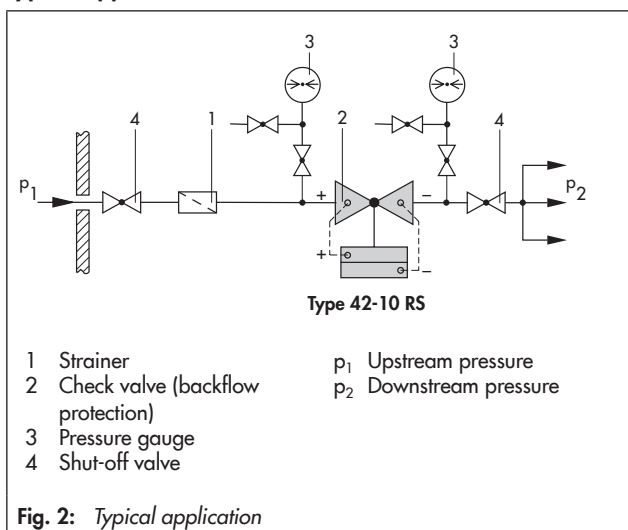 3
3
4
1
2
4
p1
+
−
p2
+
−
Type 42-10 RS
1 Strainer
2 Check valve (backflow
protection)
3 Pressure gauge
4 Shut-off valve
p1 Upstream pressure
p2 Downstream pressure
Fig. 2: Typical application